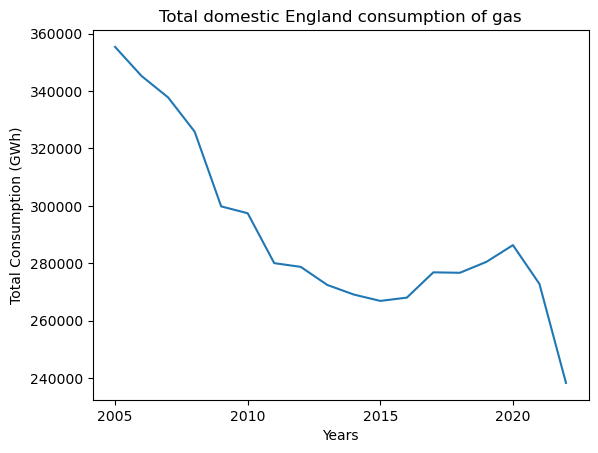 Total domestic England consumption of gas
360000
340000
320000
300000
280000
260000
240000
Total Consumption (GWh)
2005 2010 2015 2020
Years